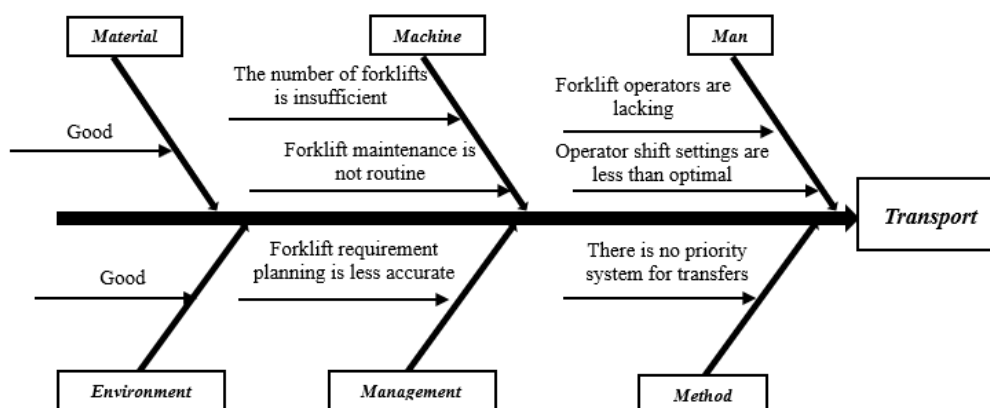 Material
Machine
Man
The number of forklifts
is insufficient
Forklift operators are
lacking
Good
Forklift maintenance is
not routine
Operator shift settings are
less than optimal
Transport
Forklift requirement
planning is less accurate
There is no priority
system for transfers
Good
Environment
Management
Method